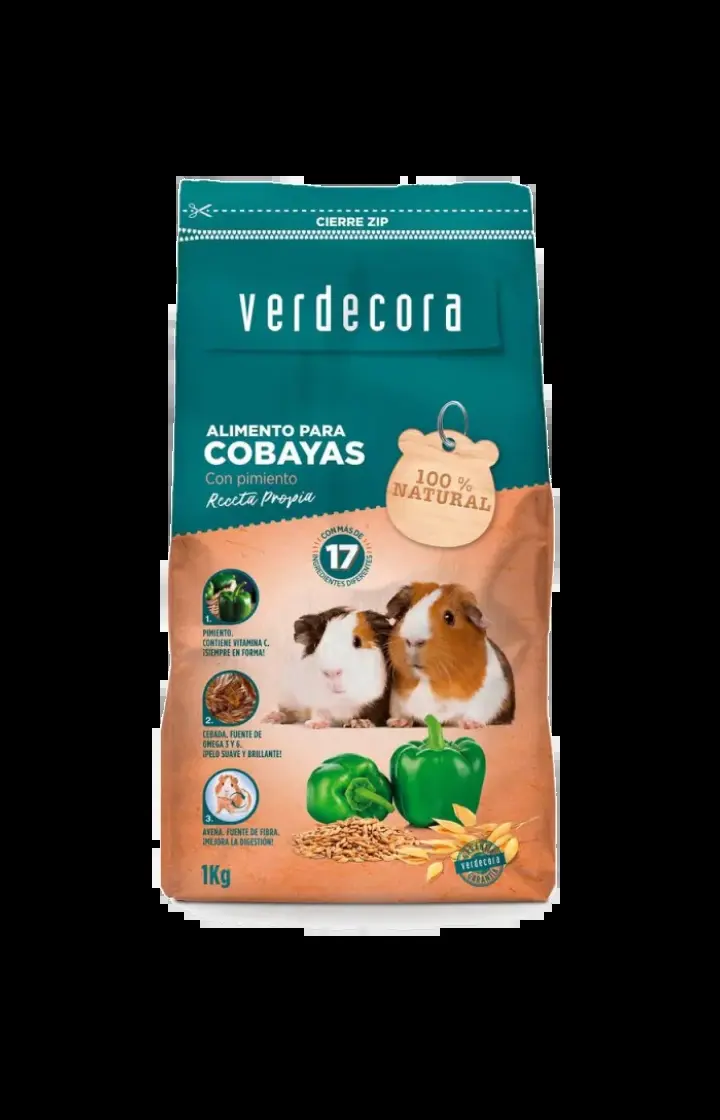 CIERRE ZIP
verdecora
ALIMENTO PARA
COBAYAS
Con pimiento
Receta Propia
100 %
NATURAL
CON MÁS DE
17
INGREDIENTES DIFERENTES
1.
PIMIENTO.
CONTIENE VITAMINA C.
¡SIEMPRE EN FORMA!
2.
CEBADA. FUENTE DE
OMEGA 3 Y 6.
¡PELO SUAVE Y BRILLANTE!
3.
AVENA. FUENTE DE FIBRA.
¡MEJORA LA DIGESTIÓN!
1Kg
verdecora
GARANTÍA